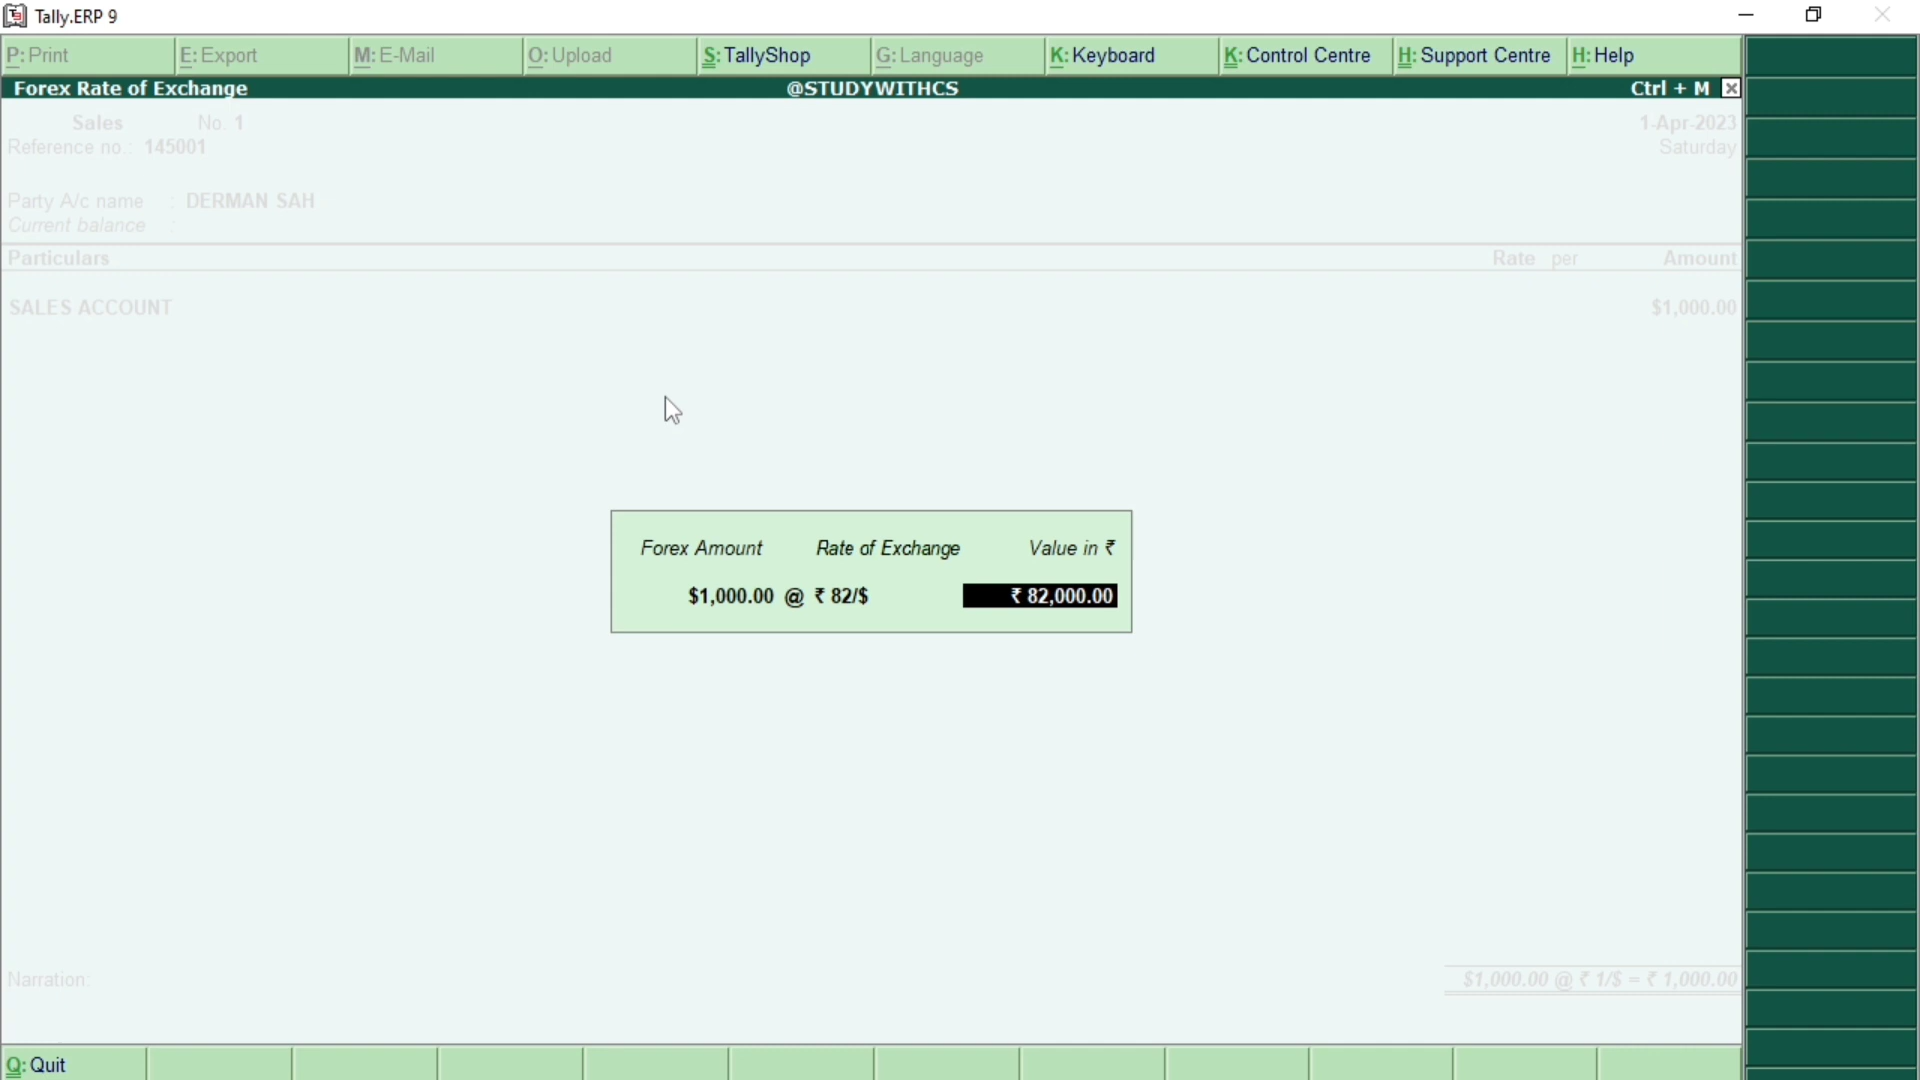 Tally.ERP 9
P: Print E: Export M: E-Mail O: Upload S: TallyShop G: Language K: Keyboard K: Control Centre H: Support Centre H: Help
Forex Rate of Exchange @STUDYWITHCS Ctrl + M
Sales No. 1 1-Apr-2023
Reference no.: 145001 Saturday
Party A/c name : DERMAN SAH
Current balance :
Particulars Rate per Amount
SALES ACCOUNT $1,000.00
Forex Amount Rate of Exchange Value in ₹
$1,000.00 @ ₹ 82/$ ₹ 82,000.00
Narration: $1,000.00 @ ₹ 1/$ = ₹ 1,000.00
Q: Quit